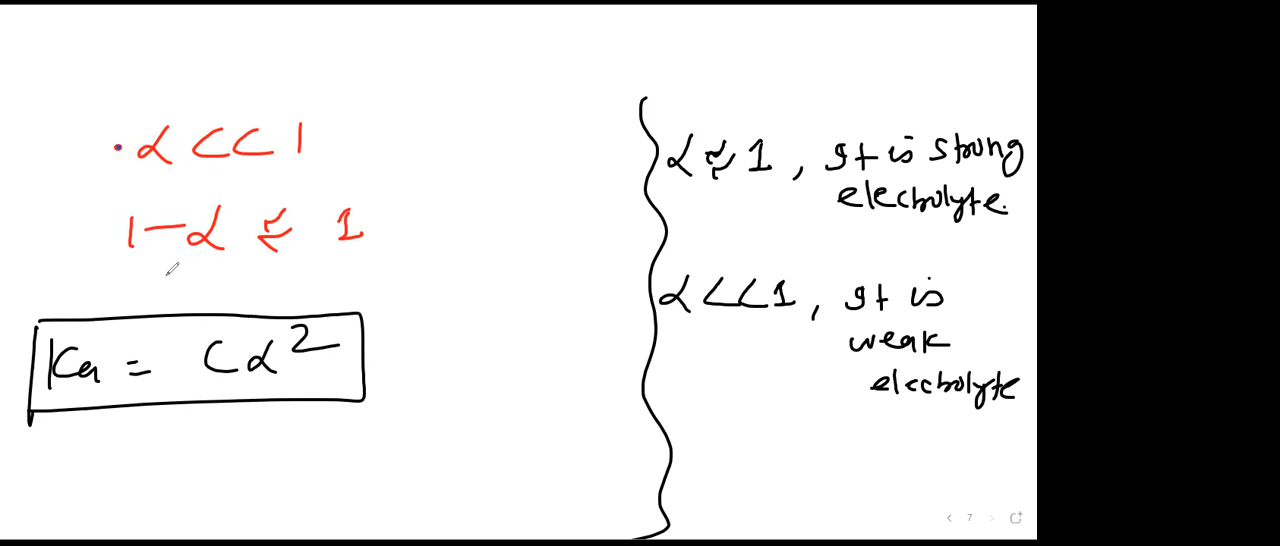 α << 1
1 - α ≈ 1
Ka = Cα²
α ≈ 1, It is strong
electrolyte.
α << 1, It is
weak
electrolyte
7